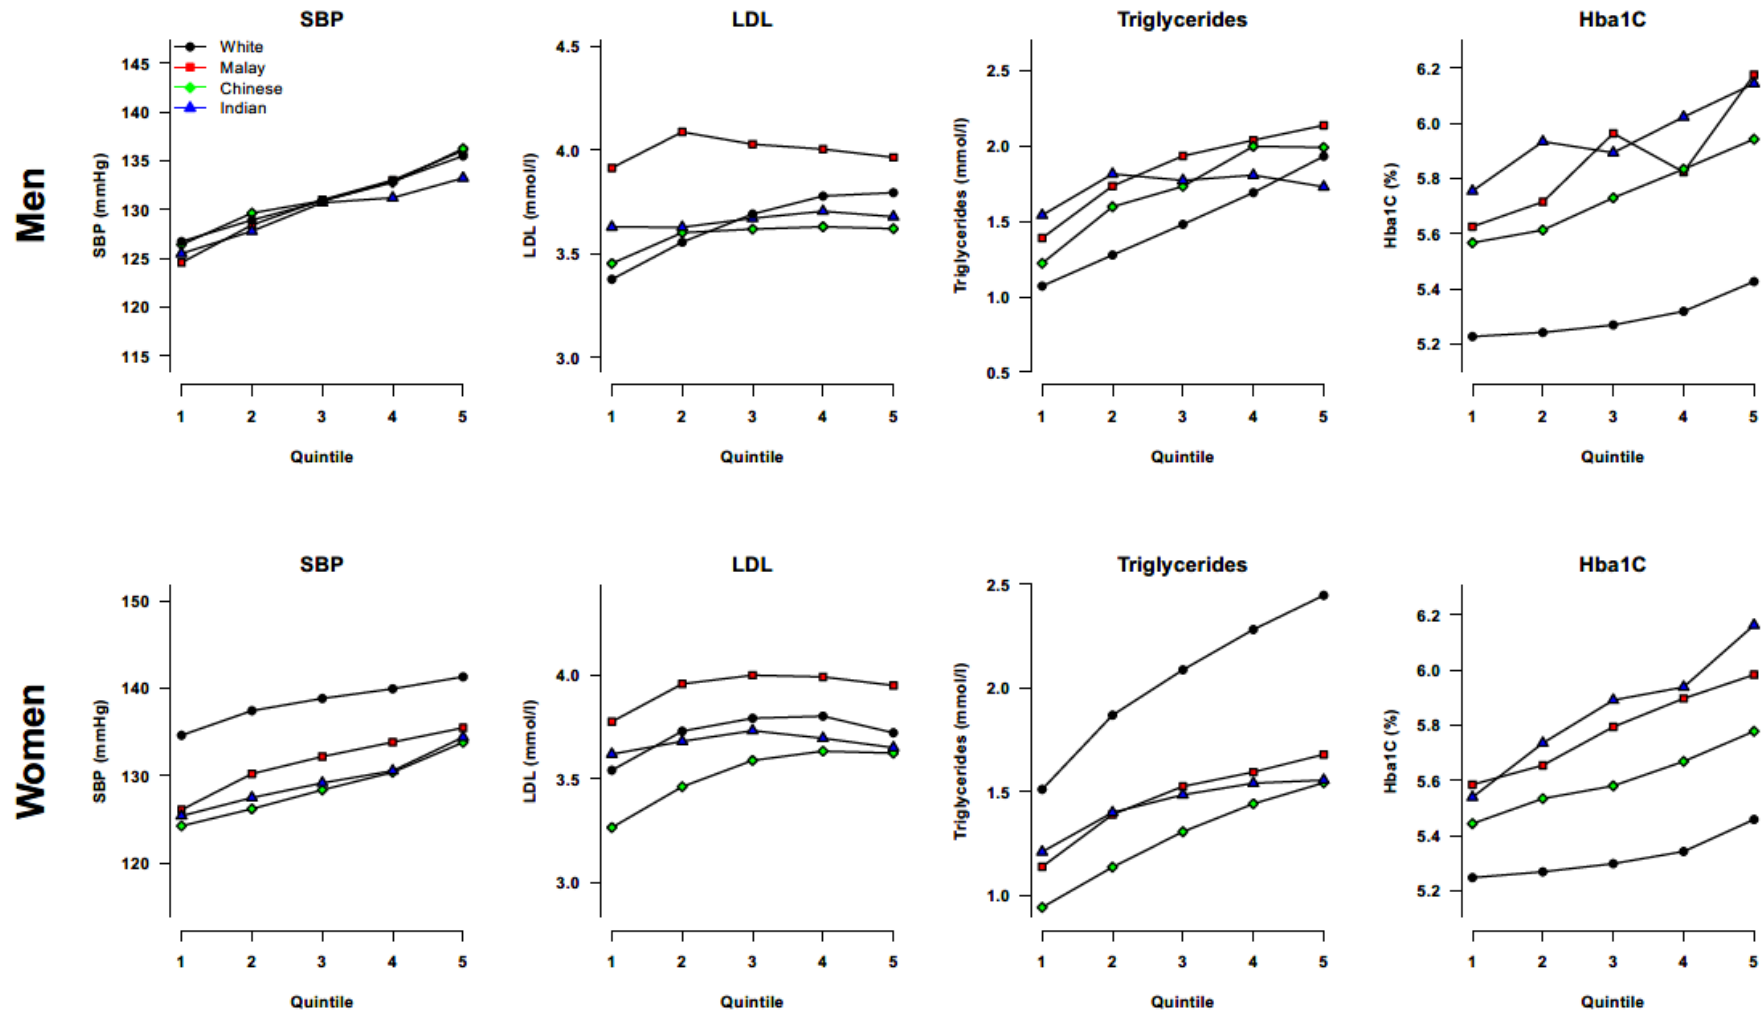 Men
SBP
White
Malay
Chinese
Indian
SBP (mmHg)
145
140
135
130
125
120
115
1 2 3 4 5
Quintile
LDL
LDL (mmol/l)
4.5
4.0
3.5
3.0
1 2 3 4 5
Quintile
Triglycerides
Triglycerides (mmol/l)
2.5
2.0
1.5
1.0
0.5
1 2 3 4 5
Quintile
Hba1C
Hba1C (%)
6.2
6.0
5.8
5.6
5.4
5.2
1 2 3 4 5
Quintile
Women
SBP
SBP (mmHg)
150
140
130
120
1 2 3 4 5
Quintile
LDL
LDL (mmol/l)
4.0
3.5
3.0
1 2 3 4 5
Quintile
Triglycerides
Triglycerides (mmol/l)
2.5
2.0
1.5
1.0
1 2 3 4 5
Quintile
Hba1C
Hba1C (%)
6.2
6.0
5.8
5.6
5.4
5.2
1 2 3 4 5
Quintile